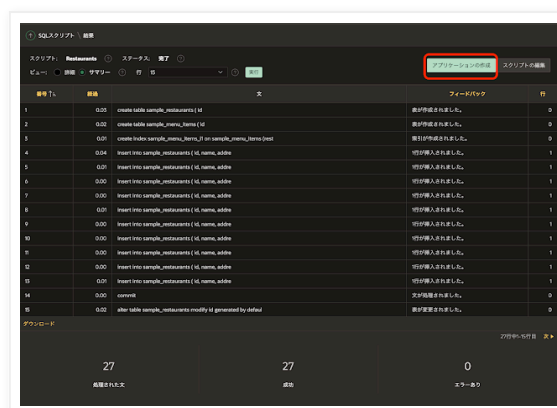 SQLスクリプト \ 結果
スクリプト: Restaurants ステータス: 完了
ビュー: 詳細 サマリー 行 15 実行
アプリケーションの作成 スクリプトの編集
番号 経過 文 フィードバック 行
1 0.03 create table sample_restaurants ( id 表が作成されました。 0
2 0.02 create table sample_menu_items ( id 表が作成されました。 0
3 0.01 create index sample_menu_items_i1 on sample_menu_items (rest 索引が作成されました。 0
4 0.04 insert into sample_restaurants ( id, name, addre 1行が挿入されました。 1
5 0.01 insert into sample_restaurants ( id, name, addre 1行が挿入されました。 1
6 0.00 insert into sample_restaurants ( id, name, addre 1行が挿入されました。 1
7 0.00 insert into sample_restaurants ( id, name, addre 1行が挿入されました。 1
8 0.01 insert into sample_restaurants ( id, name, addre 1行が挿入されました。 1
9 0.00 insert into sample_restaurants ( id, name, addre 1行が挿入されました。 1
10 0.00 insert into sample_restaurants ( id, name, addre 1行が挿入されました。 1
11 0.00 insert into sample_restaurants ( id, name, addre 1行が挿入されました。 1
12 0.00 insert into sample_restaurants ( id, name, addre 1行が挿入されました。 1
13 0.01 insert into sample_restaurants ( id, name, addre 1行が挿入されました。 1
14 0.00 commit 文が処理されました。 0
15 0.02 alter table sample_restaurants modify id generated by defaul 表が変更されました。 0
ダウンロード
27行中1-15行目 次
27 27 0
処理された文 成功 エラーあり